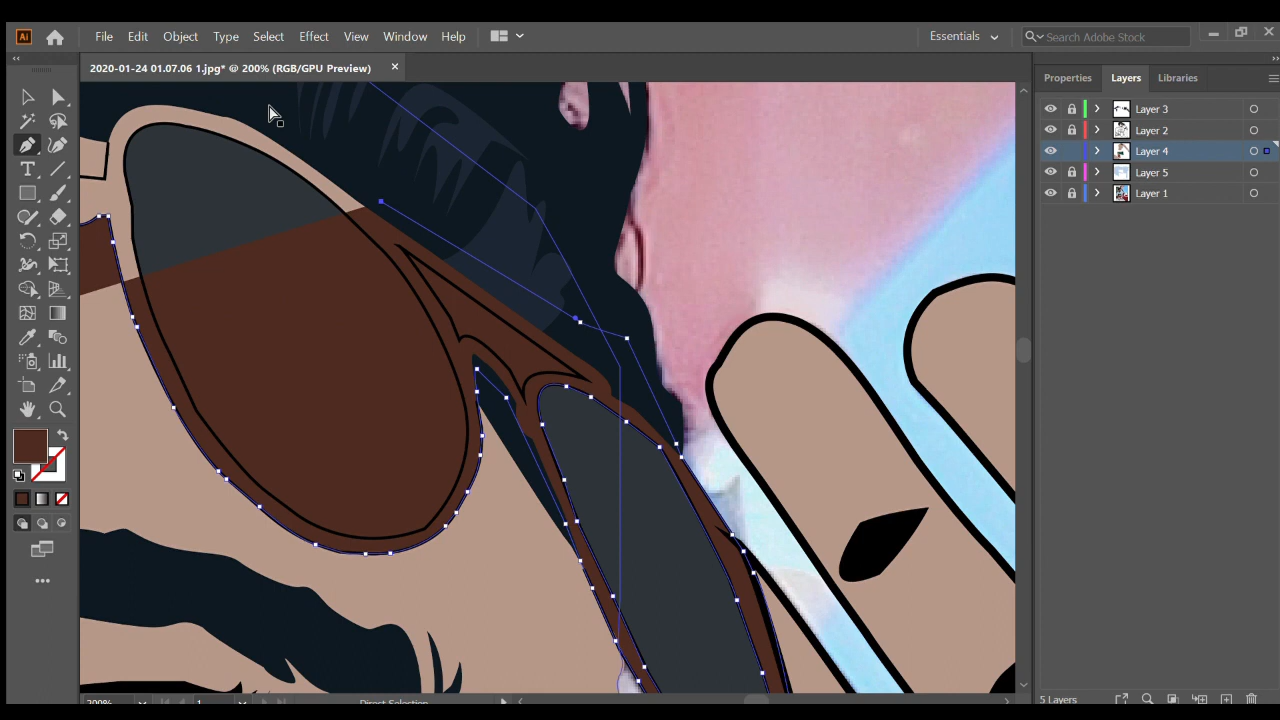 Ai File Edit Object Type Select Effect View Window Help Essentials Search Adobe Stock
2020-01-24 01.07.06 1.jpg* @ 200% (RGB/GPU Preview)
Properties Layers Libraries
Layer 3
Layer 2
Layer 4
Layer 5
Layer 1
200% 1 Direct Selection 5 Layers